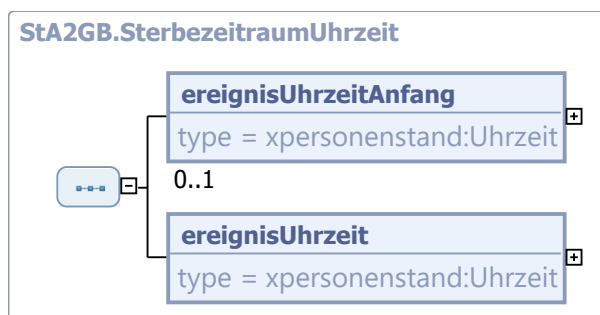 StA2GB.SterbezeitraumUhrzeit
ereignisUhrzeitAnfang
type = xpersonenstand:Uhrzeit
0..1
ereignisUhrzeit
type = xpersonenstand:Uhrzeit